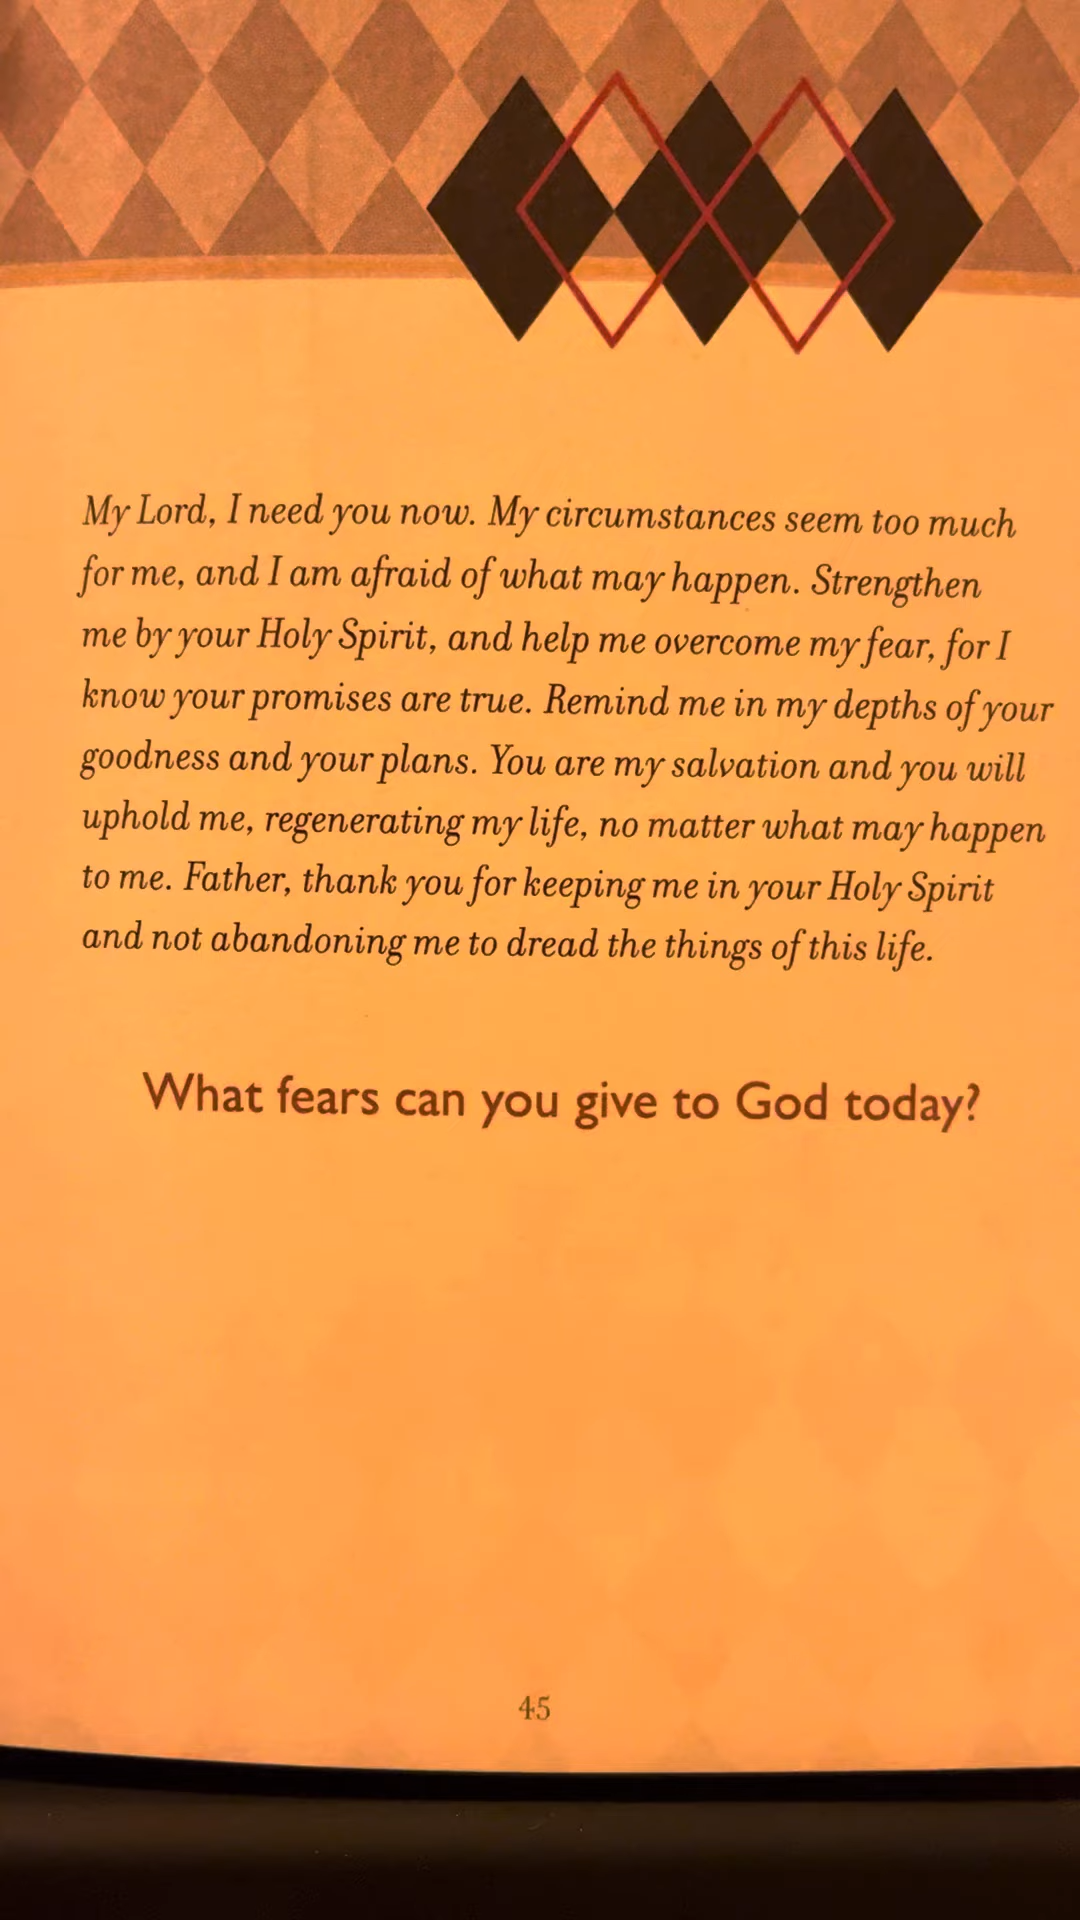 My Lord, I need you now. My circumstances seem too much
for me, and I am afraid of what may happen. Strengthen
me by your Holy Spirit, and help me overcome my fear, for I
know your promises are true. Remind me in my depths of your
goodness and your plans. You are my salvation and you will
uphold me, regenerating my life, no matter what may happen
to me. Father, thank you for keeping me in your Holy Spirit
and not abandoning me to dread the things of this life.
What fears can you give to God today?
45